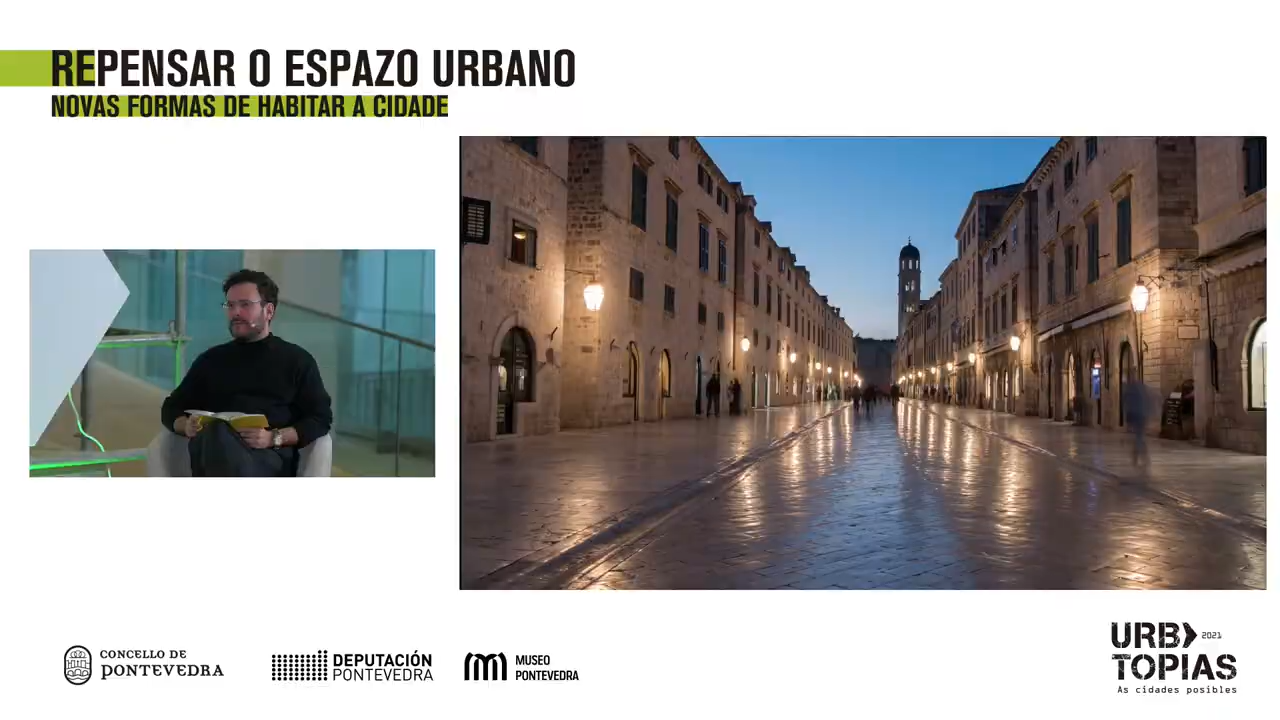 REPENSAR O ESPAZO URBANO
NOVAS FORMAS DE HABITAR A CIDADE
CONCELLO DE
PONTEVEDRA
DEPUTACIÓN
PONTEVEDRA
MUSEO
PONTEVEDRA
URB 2021
TOPIAS
As cidades posibles